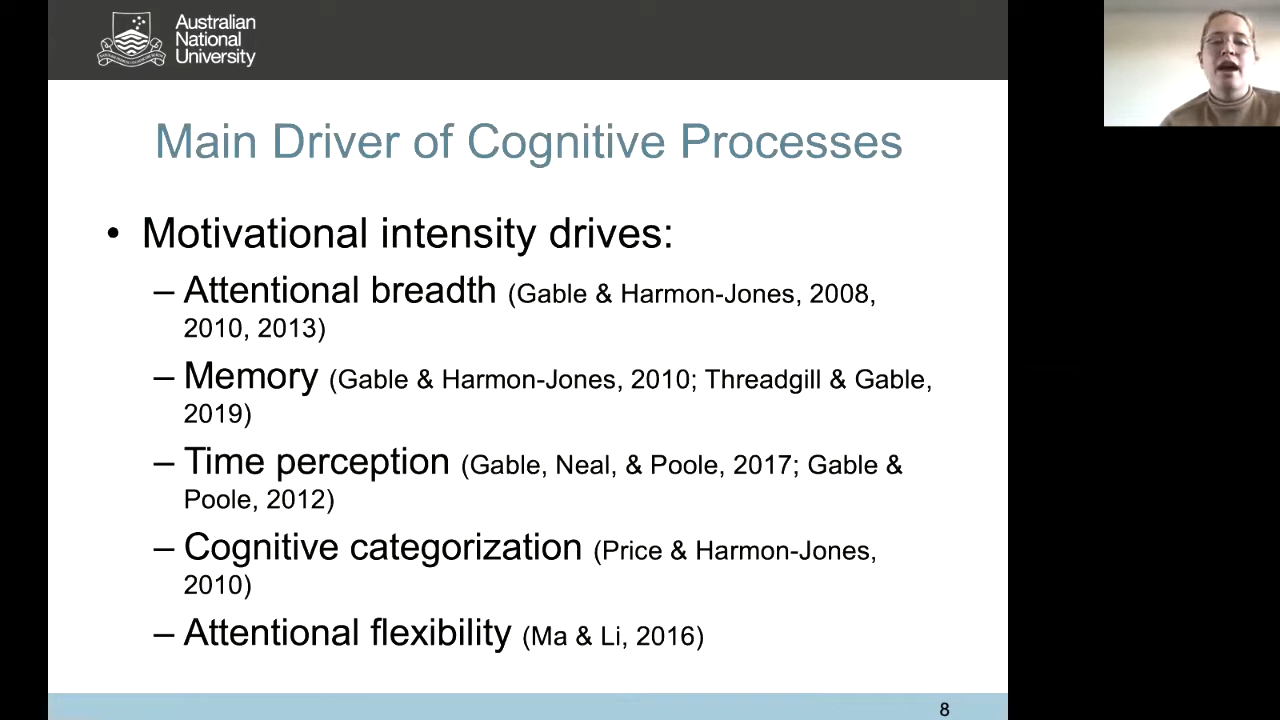 Australian
National
University
Main Driver of Cognitive Processes
• Motivational intensity drives:
– Attentional breadth (Gable & Harmon-Jones, 2008,
2010, 2013)
– Memory (Gable & Harmon-Jones, 2010; Threadgill & Gable,
2019)
– Time perception (Gable, Neal, & Poole, 2017; Gable &
Poole, 2012)
– Cognitive categorization (Price & Harmon-Jones,
2010)
– Attentional flexibility (Ma & Li, 2016)
8